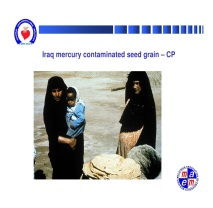 Iraq mercury contaminated seed grain – CP